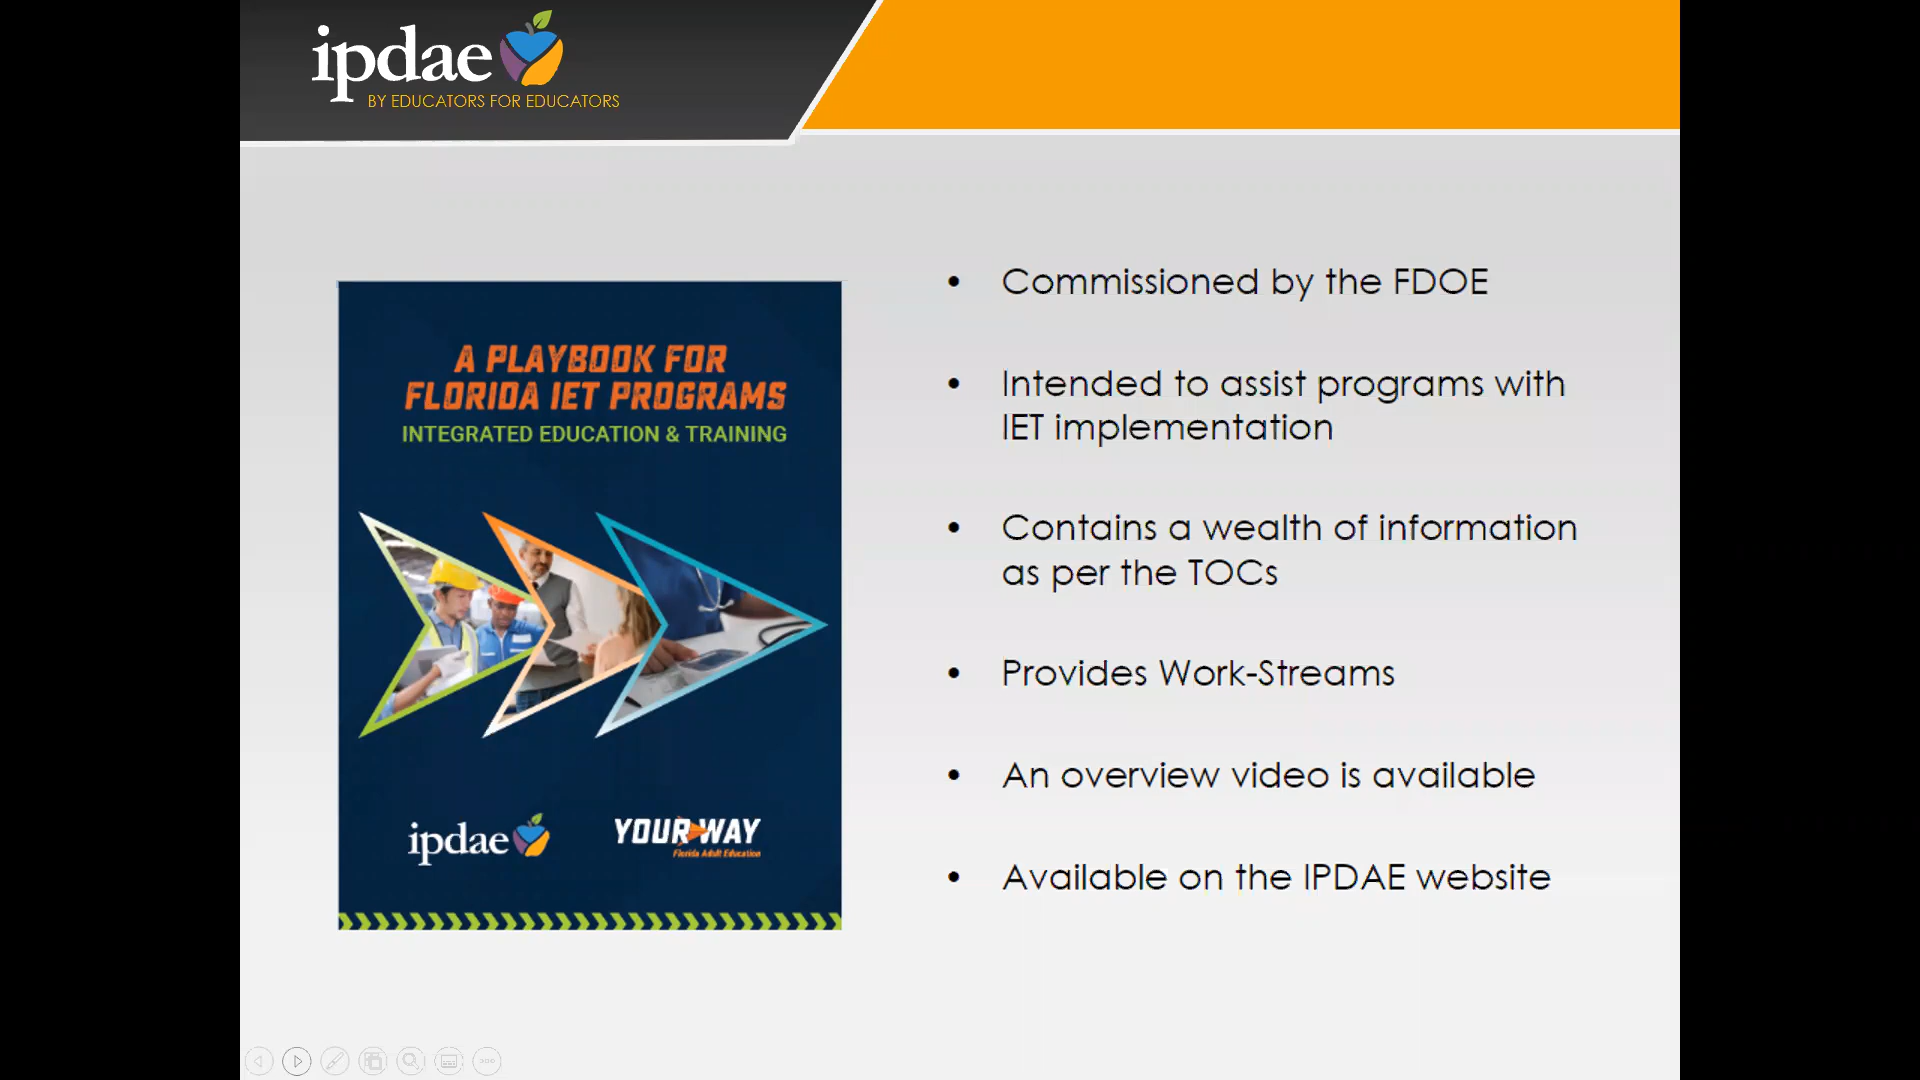 ipdae
BY EDUCATORS FOR EDUCATORS
A PLAYBOOK FOR
FLORIDA IET PROGRAMS
INTEGRATED EDUCATION & TRAINING
ipdae
YOUR WAY
Florida Adult Education
• Commissioned by the FDOE
• Intended to assist programs with
IET implementation
• Contains a wealth of information
as per the TOCs
• Provides Work-Streams
• An overview video is available
• Available on the IPDAE website